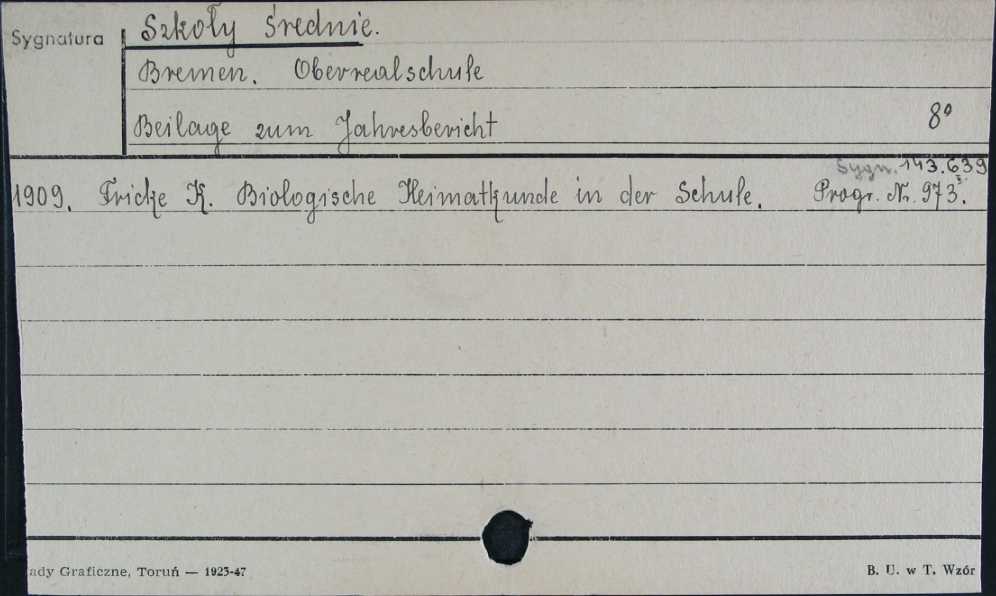 Sygnatura
Szkoły średnie.
Bremen. Oberrealschule
Beilage zum Jahresbericht 8°
Sygn. 143.639
1909. Fricke K. Biologische Heimatkunde in der Schule. Progr. Nr. 973.
ady Graficzne, Toruń — 1923-47 B. U. w T. Wzór